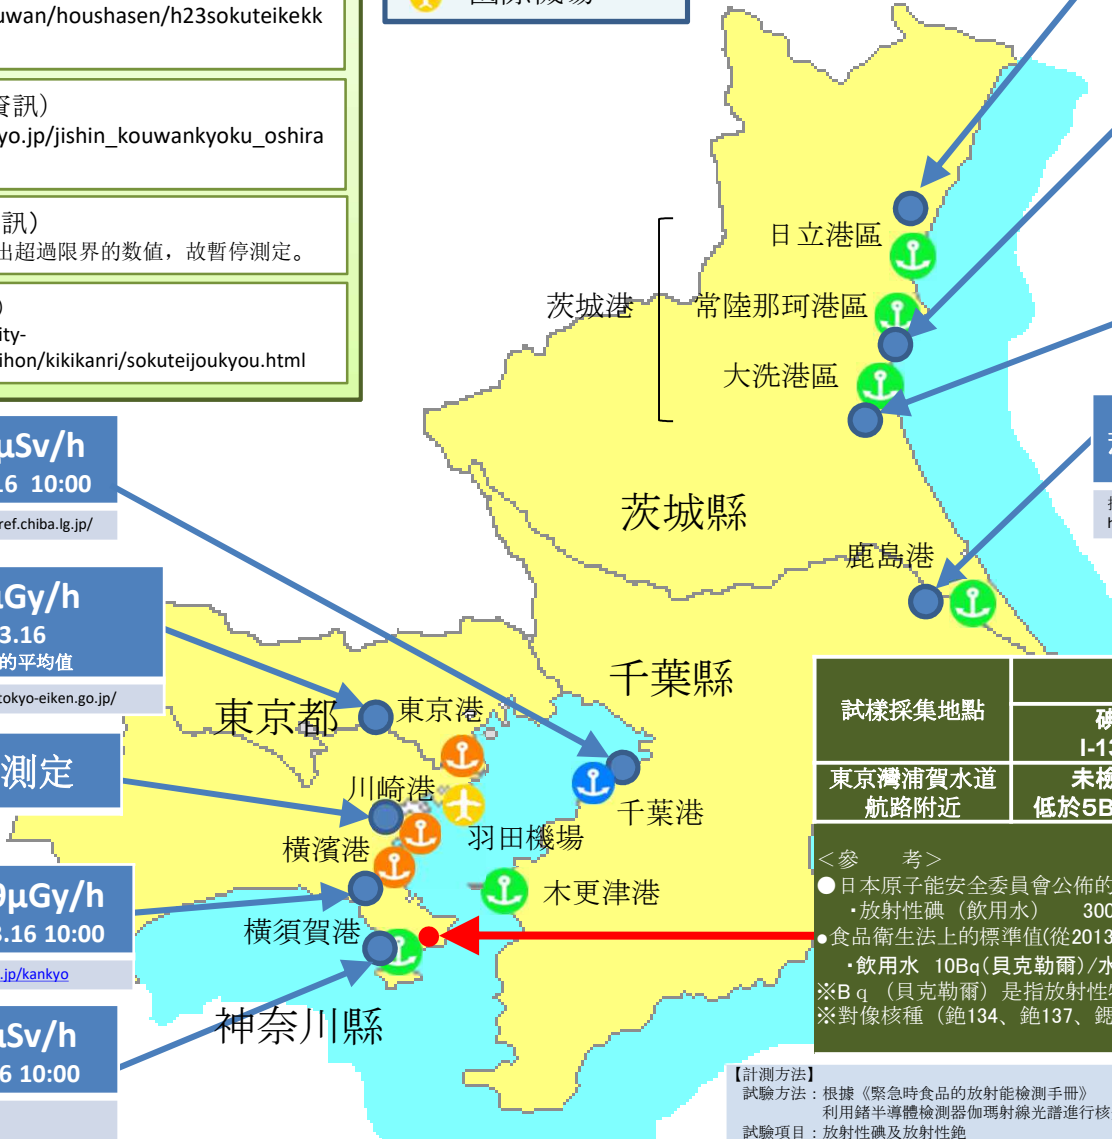 uwan/houshasen/h23sokuteikekk
國際機場
資訊）
yo.jp/jishin_kouwankyoku_oshira
訊）
出超過限界的数値，故暫停測定。
）
ity-
ihon/kikikanri/sokuteijoukyou.html
日立港區
茨城港
常陸那珂港區
大洗港區
茨城縣
鹿島港
μSv/h
16 10:00
ref.chiba.lg.jp/
μGy/h
3.16
的平均值
tokyo-eiken.go.jp/
千葉縣
東京都
東京港
測定
川崎港
千葉港
羽田機場
橫濱港
木更津港
9μGy/h
3.16 10:00
.jp/kankyo
橫須賀港
神奈川縣
μSv/h
6 10:00
試樣採集地點
I-13
東京灣浦賀水道
航路附近
未檢
低於5B
＜參　考＞
●日本原子能安全委員會公佈的
・放射性碘（飲用水） 300
●食品衛生法上的標準值(從2013
・飲用水 10Bq(貝克勒爾)/水
※Bｑ（貝克勒爾）是指放射性物
※對像核種（銫134、銫137、鍶
【計測方法】
試驗方法：根據《緊急時食品的放射能檢測手冊》
利用鍺半導體檢測器伽瑪射線光譜進行核
試驗項目：放射性碘及放射性銫